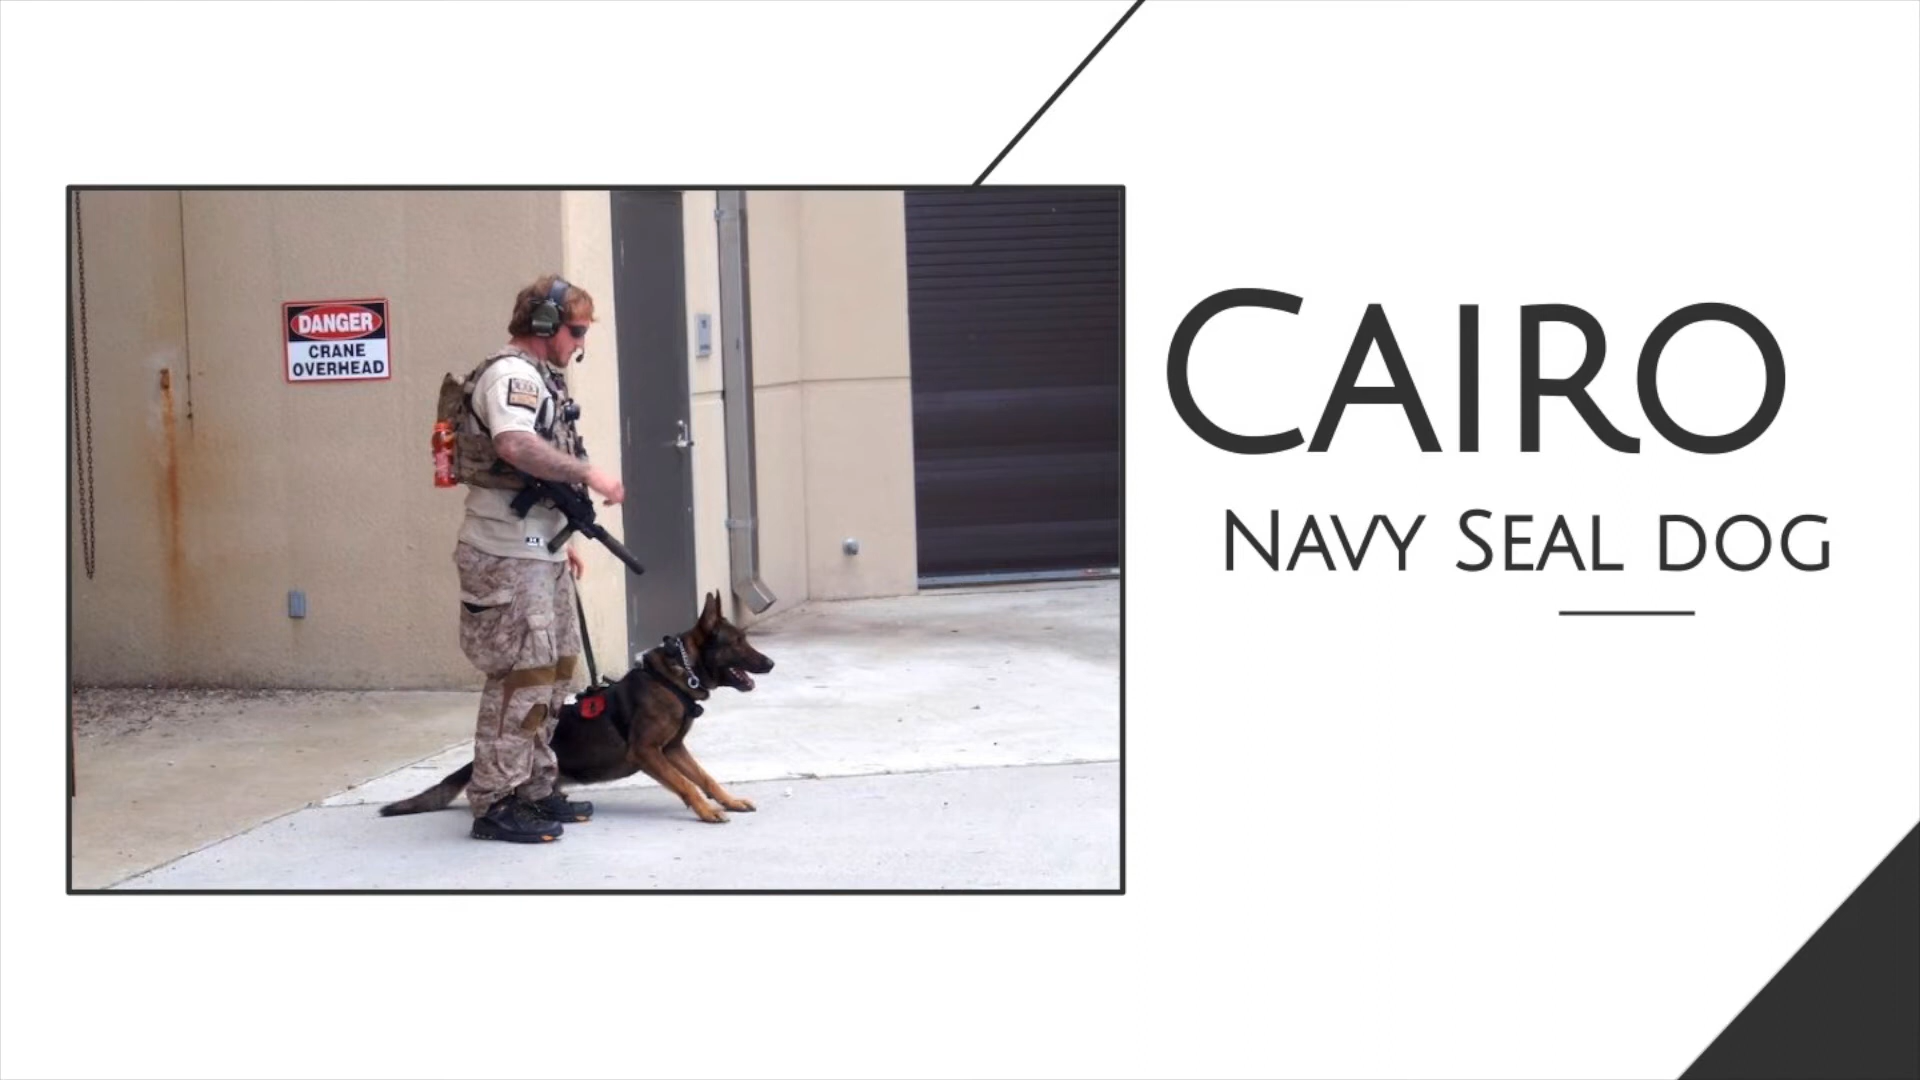 DANGER
CRANE
OVERHEAD
CAIRO
NAVY SEAL DOG